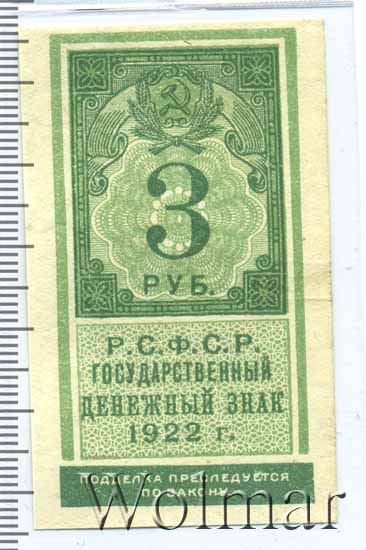 3
РУБ.
Р.С.Ф.С.Р.
ГОСУДАРСТВЕННЫЙ
ДЕНЕЖНЫЙ ЗНАК
1922 г.
ПОДДЕЛКА ПРЕСЛЕДУЕТСЯ
ПО ЗАКОНУ
Wolmar